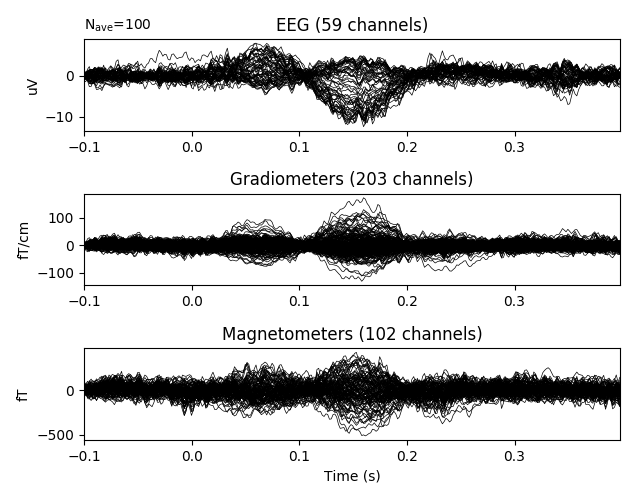 Nave=100
EEG (59 channels)
uV
0
−10
−0.1 0.0 0.1 0.2 0.3
Gradiometers (203 channels)
fT/cm
100
0
−100
−0.1 0.0 0.1 0.2 0.3
Magnetometers (102 channels)
fT
0
−500
−0.1 0.0 0.1 0.2 0.3
Time (s)